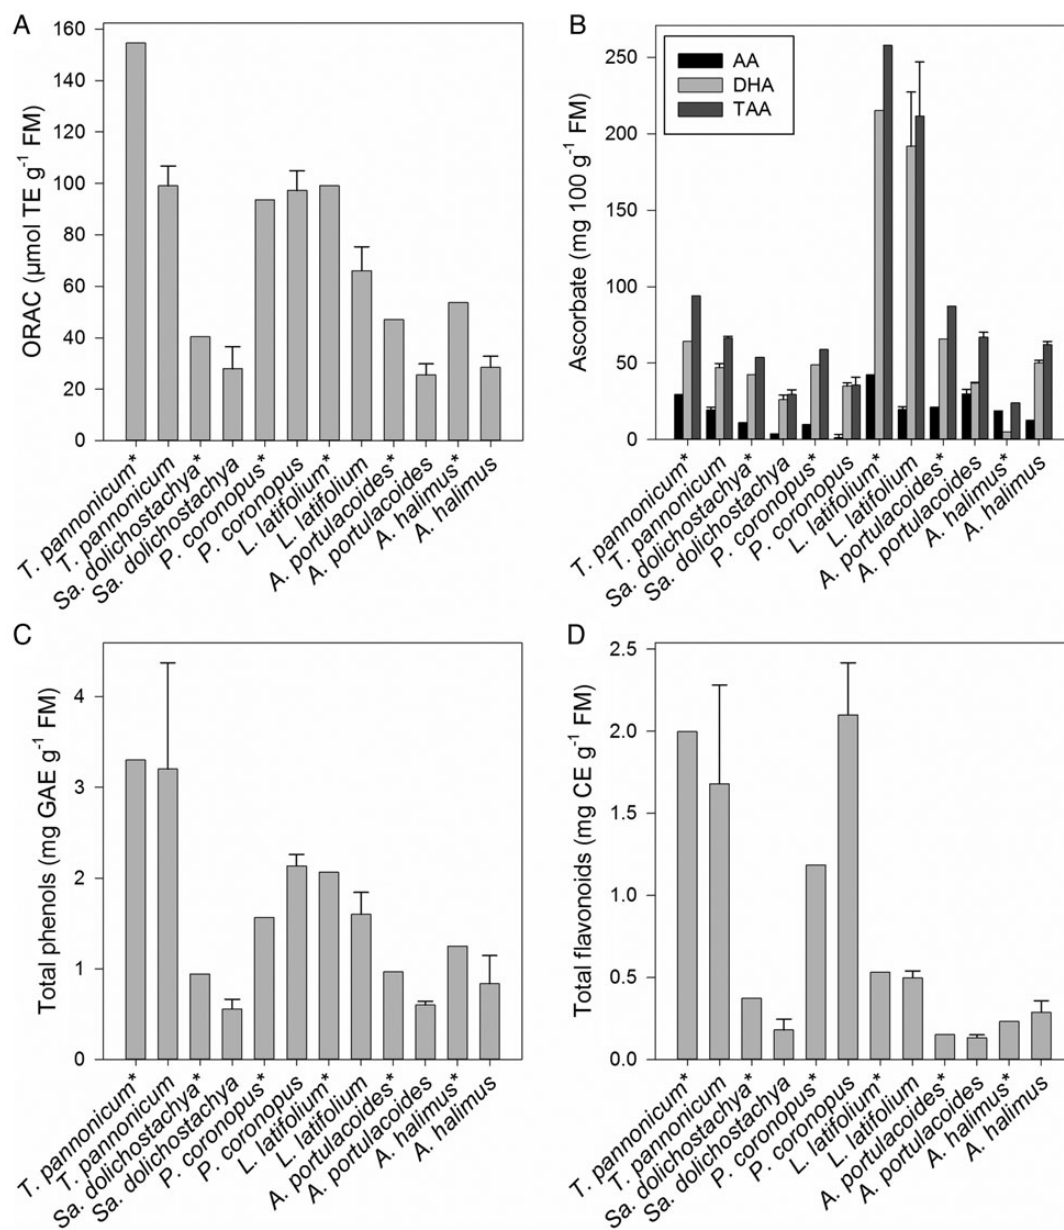 A
ORAC (µmol TE g⁻¹ FM)
160
140
120
100
80
60
40
20
0
T. pannonicum*
T. pannonicum
Sa. dolichostachya*
Sa. dolichostachya
P. coronopus*
P. coronopus
L. latifolium*
L. latifolium
A. portulacoides*
A. portulacoides
A. halimus*
A. halimus
B
AA
DHA
TAA
Ascorbate (mg 100 g⁻¹ FM)
250
200
150
100
50
0
T. pannonicum*
T. pannonicum
Sa. dolichostachya*
Sa. dolichostachya
P. coronopus*
P. coronopus
L. latifolium*
L. latifolium
A. portulacoides*
A. portulacoides
A. halimus*
A. halimus
C
Total phenols (mg GAE g⁻¹ FM)
4
3
2
1
0
T. pannonicum*
T. pannonicum
Sa. dolichostachya*
Sa. dolichostachya
P. coronopus*
P. coronopus
L. latifolium*
L. latifolium
A. portulacoides*
A. portulacoides
A. halimus*
A. halimus
D
Total flavonoids (mg CE g⁻¹ FM)
2.5
2.0
1.5
1.0
0.5
0.0
T. pannonicum*
T. pannonicum
Sa. dolichostachya*
Sa. dolichostachya
P. coronopus*
P. coronopus
L. latifolium*
L. latifolium
A. portulacoides*
A. portulacoides
A. halimus*
A. halimus